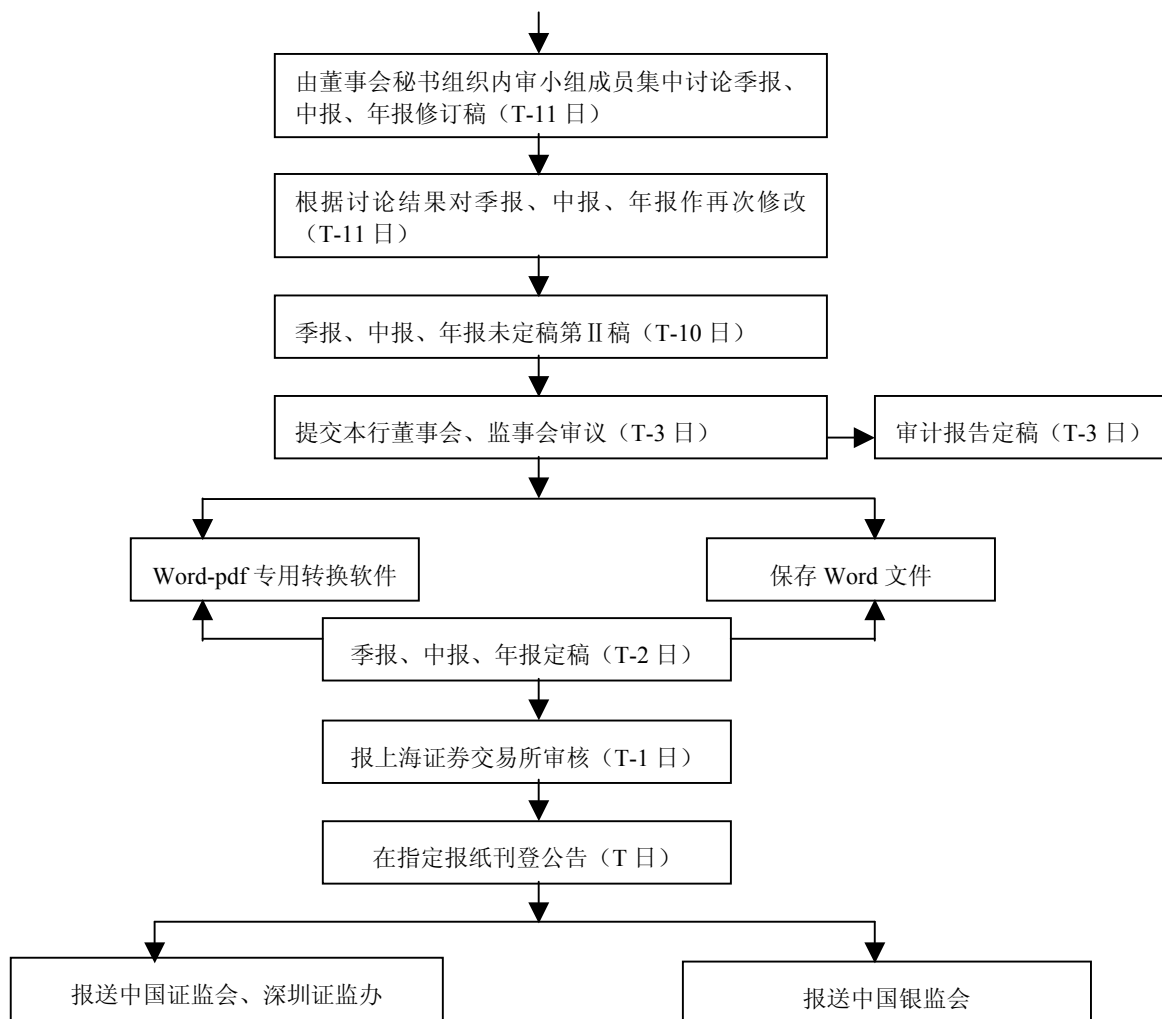 由董事会秘书组织内审小组成员集中讨论季报、
中报、年报修订稿（T-11 日）
根据讨论结果对季报、中报、年报作再次修改
（T-11 日）
季报、中报、年报未定稿第Ⅱ稿（T-10 日）
提交本行董事会、监事会审议（T-3 日）
审计报告定稿（T-3 日）
Word-pdf 专用转换软件
保存 Word 文件
季报、中报、年报定稿（T-2 日）
报上海证券交易所审核（T-1 日）
在指定报纸刊登公告（T 日）
报送中国证监会、深圳证监办
报送中国银监会